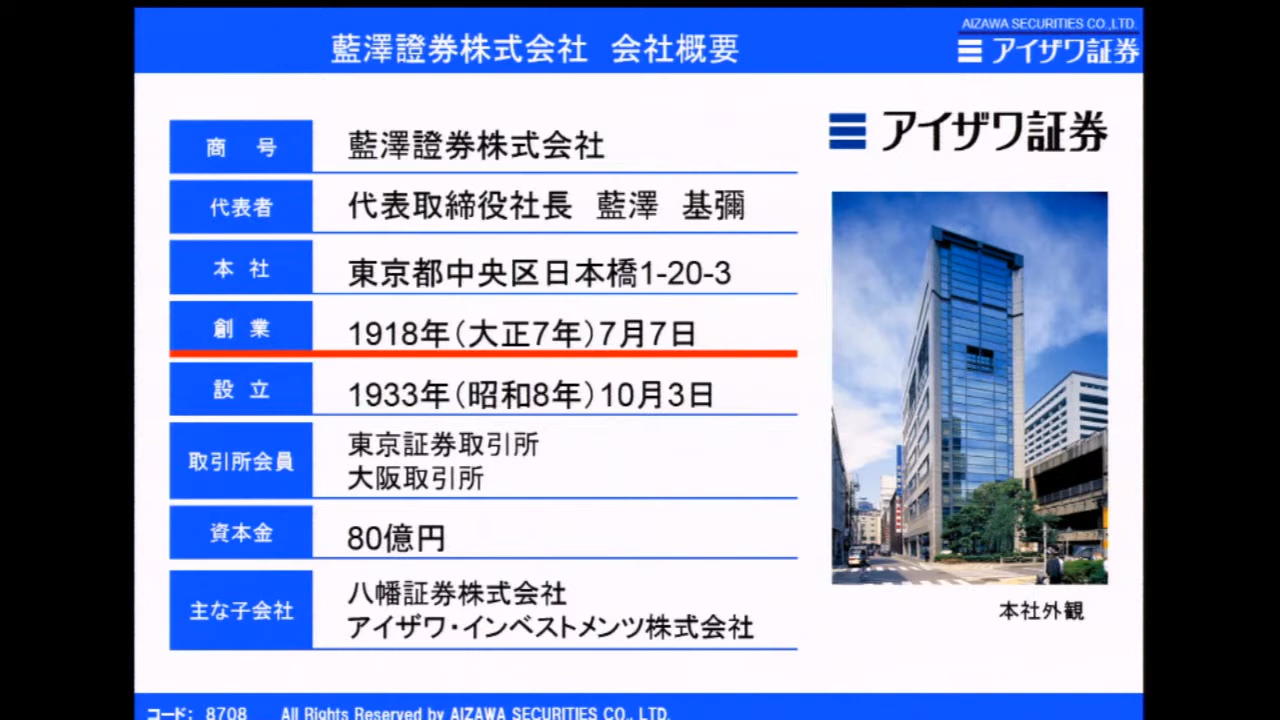 藍澤證券株式会社 会社概要
AIZAWA SECURITIES CO.,LTD.
アイザワ証券
アイザワ証券
商 号
藍澤證券株式会社
代表者
代表取締役社長 藍澤 基彌
本 社
東京都中央区日本橋1-20-3
創 業
1918年(大正7年)7月7日
設 立
1933年(昭和8年)10月3日
取引所会員
東京証券取引所
大阪取引所
資本金
80億円
主な子会社
八幡証券株式会社
アイザワ・インベストメンツ株式会社
本社外観
コード: 8708 All Rights Reserved by AIZAWA SECURITIES CO., LTD.